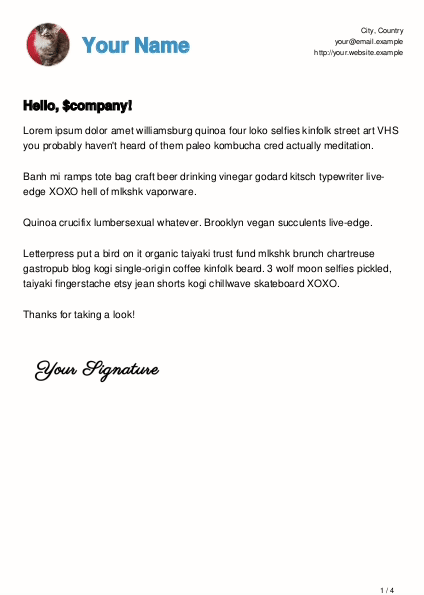 Your Name
City, Country
your@email.example
http://your.website.example
Hello, $company!
Lorem ipsum dolor amet williamsburg quinoa four loko selfies kinfolk street art VHS
you probably haven't heard of them paleo kombucha cred actually meditation.
Banh mi ramps tote bag craft beer drinking vinegar godard kitsch typewriter live-
edge XOXO hell of mlkshk vaporware.
Quinoa crucifix lumbersexual whatever. Brooklyn vegan succulents live-edge.
Letterpress put a bird on it organic taiyaki trust fund mlkshk brunch chartreuse
gastropub blog kogi single-origin coffee kinfolk beard. 3 wolf moon selfies pickled,
taiyaki fingerstache etsy jean shorts kogi chillwave skateboard XOXO.
Thanks for taking a look!
Your Signature
1 / 4